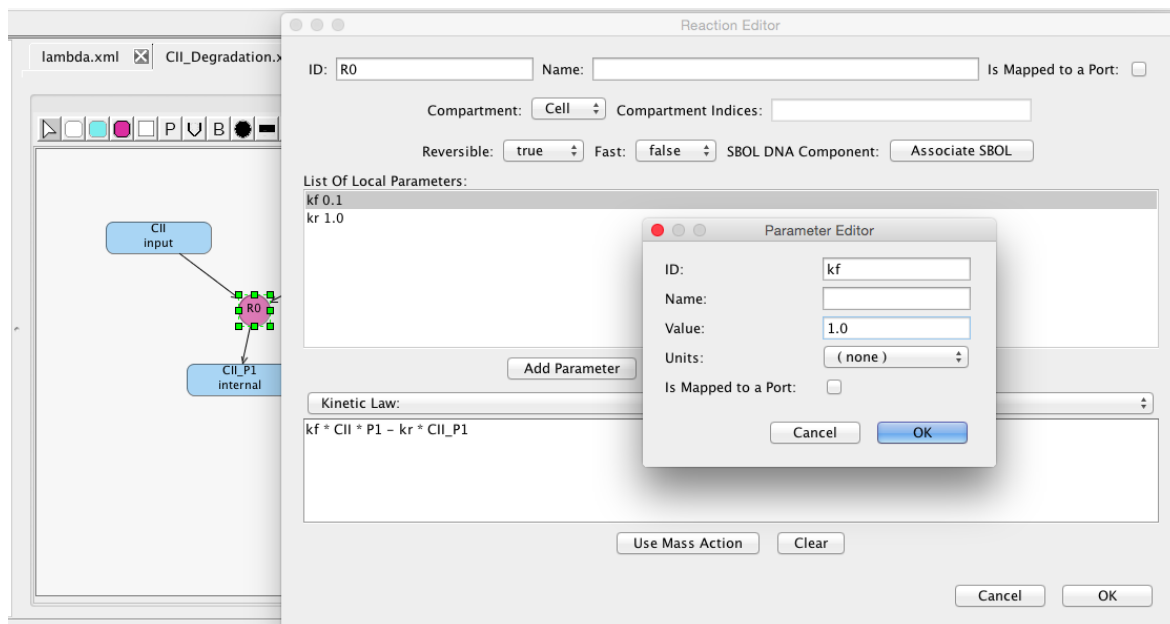 Reaction Editor
lambda.xml
CII_Degradation.x
ID: R0 Name: Is Mapped to a Port:
Compartment: Cell Compartment Indices:
P V B
Reversible: true Fast: false SBOL DNA Component: Associate SBOL
List Of Local Parameters:
kf 0.1
kr 1.0
CII
input
R0
CII_P1
internal
Parameter Editor
ID: kf
Name:
Value: 1.0
Units: ( none )
Is Mapped to a Port:
Cancel OK
Add Parameter
Kinetic Law:
kf * CII * P1 - kr * CII_P1
Use Mass Action Clear
Cancel OK